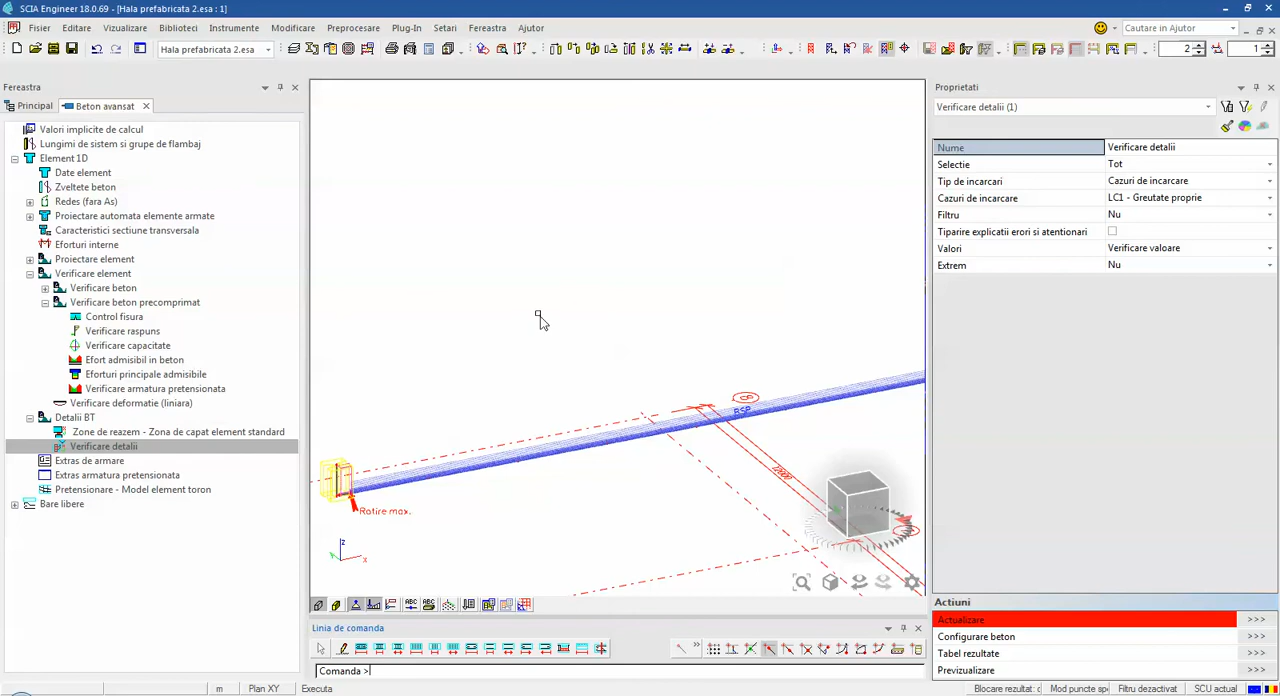 SCIA Engineer 18.0.69 - [Hala prefabricata 2.esa : 1]
Fisier Editare Vizualizare Biblioteci Instrumente Modificare Preprocesare Plug-In Setari Fereastra Ajutor
Cautare in Ajutor
Hala prefabricata 2.esa
2
1
Fereastra
Principal
Beton avansat
Valori implicite de calcul
Lungimi de sistem si grupe de flambaj
Element 1D
Date element
Zveltete beton
Redes (fara As)
Proiectare automata elemente armate
Caracteristici sectiune transversala
Eforturi interne
Proiectare element
Verificare element
Verificare beton
Verificare beton precomprimat
Control fisura
Verificare raspuns
Verificare capacitate
Efort admisibil in beton
Eforturi principale admisibile
Verificare armatura pretensionata
Verificare deformatie (liniara)
Detalii BT
Zone de reazem - Zona de capat element standard
Verificare detalii
Extras de armare
Extras armatura pretensionata
Pretensionare - Model element toron
Bare libere
Rotire max.
z
x
Linia de comanda
Comanda >
Proprietati
Verificare detalii (1)
Nume Verificare detalii
Selectie Tot
Tip de incarcari Cazuri de incarcare
Cazuri de incarcare LC1 - Greutate proprie
Filtru Nu
Tiparire explicatii erori si atentionari
Valori Verificare valoare
Extrem Nu
Actiuni
Actualizare >>>
Configurare beton >>>
Tabel rezultate >>>
Previzualizare >>>
m
Plan XY
Executa
Blocare rezultat:
Mod puncte
Filtru dezactivat
SCU actual